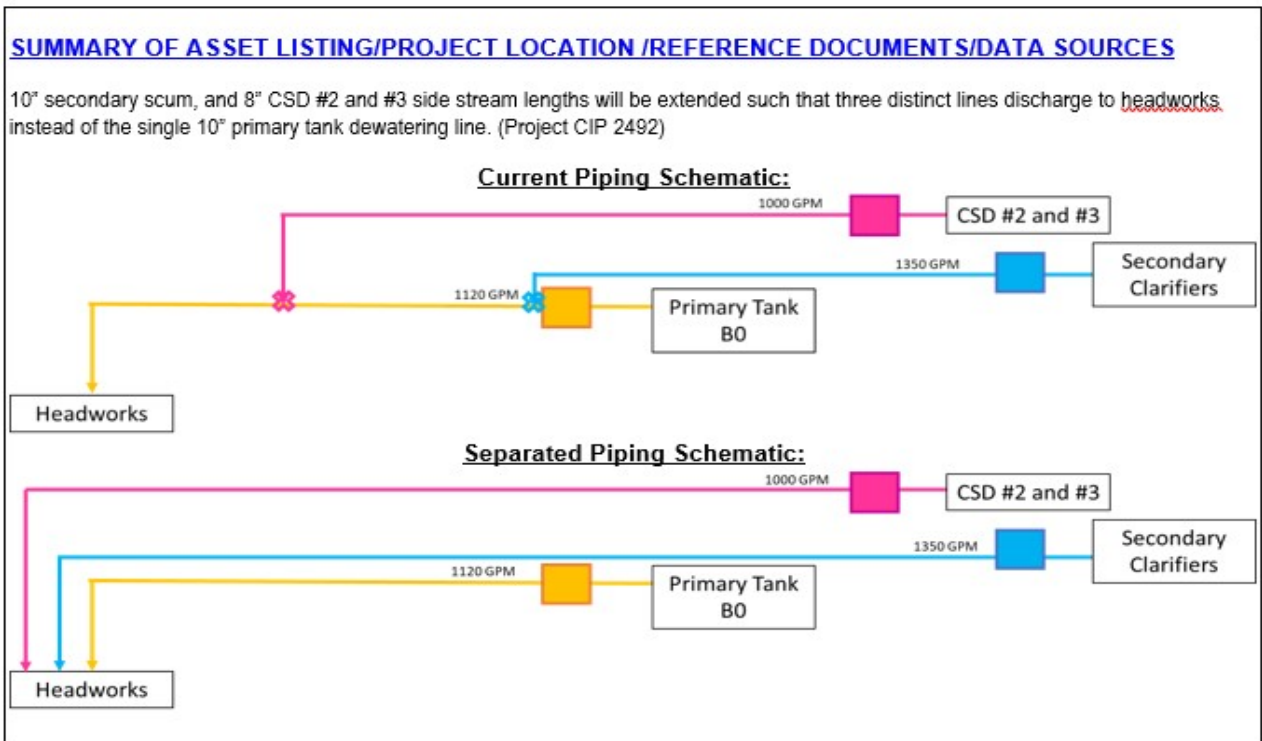 SUMMARY OF ASSET LISTING/PROJECT LOCATION /REFERENCE DOCUMENTS/DATA SOURCES
10" secondary scum, and 8" CSD #2 and #3 side stream lengths will be extended such that three distinct lines discharge to headworks
instead of the single 10" primary tank dewatering line. (Project CIP 2492)
Current Piping Schematic:
1000 GPM
CSD #2 and #3
1350 GPM
Secondary
Clarifiers
1120 GPM
Primary Tank
B0
Headworks
Separated Piping Schematic:
1000 GPM
CSD #2 and #3
1350 GPM
Secondary
Clarifiers
1120 GPM
Primary Tank
B0
Headworks